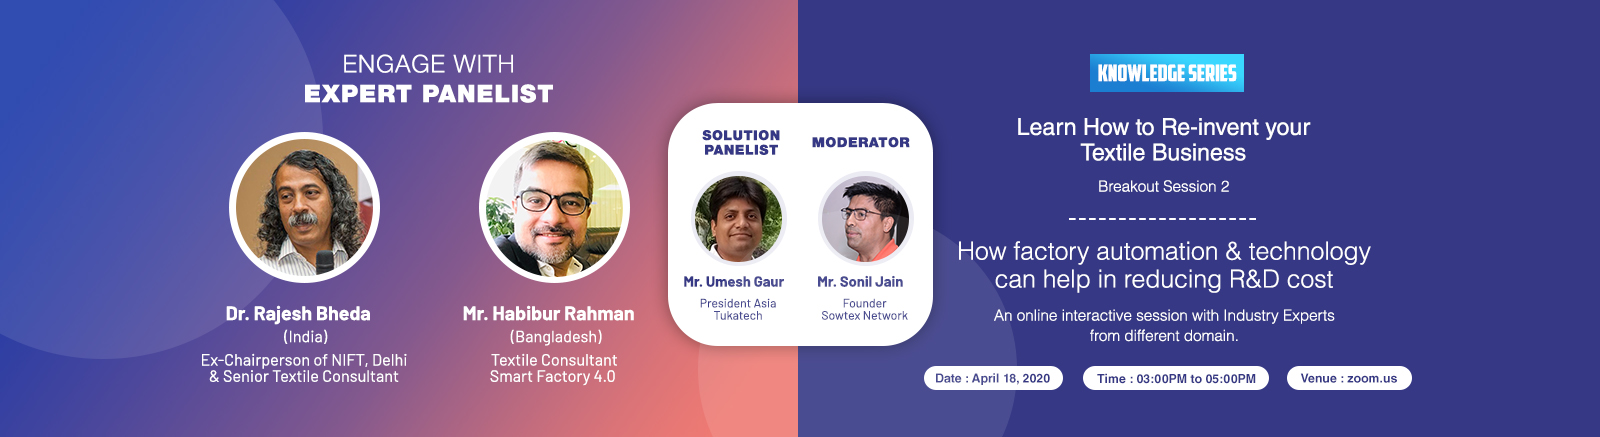 ENGAGE WITH
EXPERT PANELIST
Dr. Rajesh Bheda
(India)
Ex-Chairperson of NIFT, Delhi
& Senior Textile Consultant
Mr. Habibur Rahman
(Bangladesh)
Textile Consultant
Smart Factory 4.0
SOLUTION
PANELIST
Mr. Umesh Gaur
President Asia
Tukatech
MODERATOR
Mr. Sonil Jain
Founder
Sowtex Network
KNOWLEDGE SERIES
Learn How to Re-invent your
Textile Business
Breakout Session 2
How factory automation & technology
can help in reducing R&D cost
An online interactive session with Industry Experts
from different domain.
Date : April 18, 2020
Time : 03:00PM to 05:00PM
Venue : zoom.us